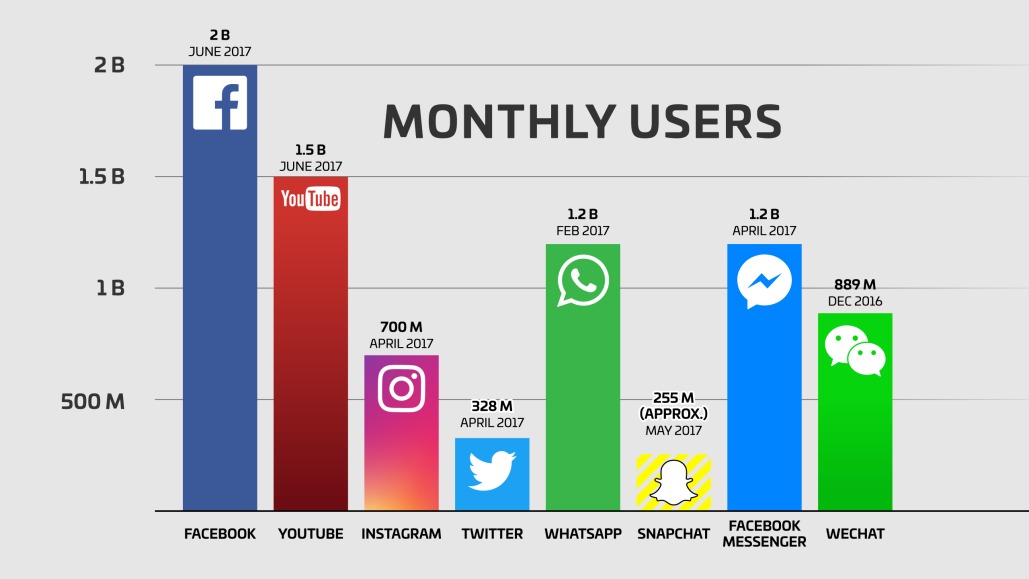 MONTHLY USERS
2 B
1.5 B
1 B
500 M
2 B
JUNE 2017
1.5 B
JUNE 2017
700 M
APRIL 2017
328 M
APRIL 2017
1.2 B
FEB 2017
255 M
(APPROX.)
MAY 2017
1.2 B
APRIL 2017
889 M
DEC 2016
f
YouTube
FACEBOOK
YOUTUBE
INSTAGRAM
TWITTER
WHATSAPP
SNAPCHAT
FACEBOOK
MESSENGER
WECHAT